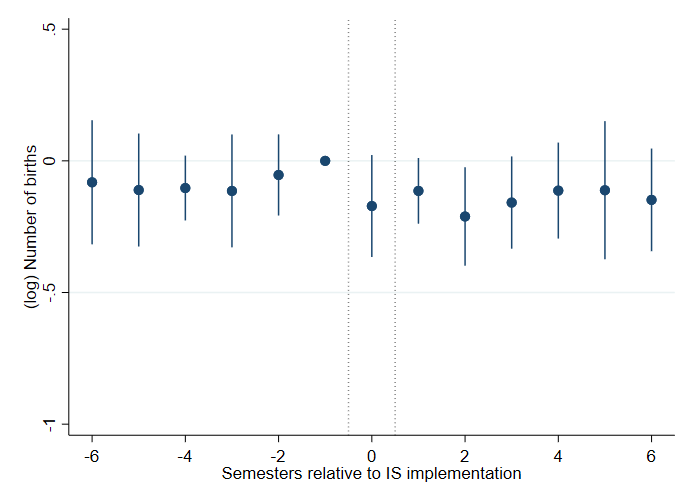 .5
0
-.5
-1
(log) Number of births
-6 -4 -2 0 2 4 6
Semesters relative to IS implementation